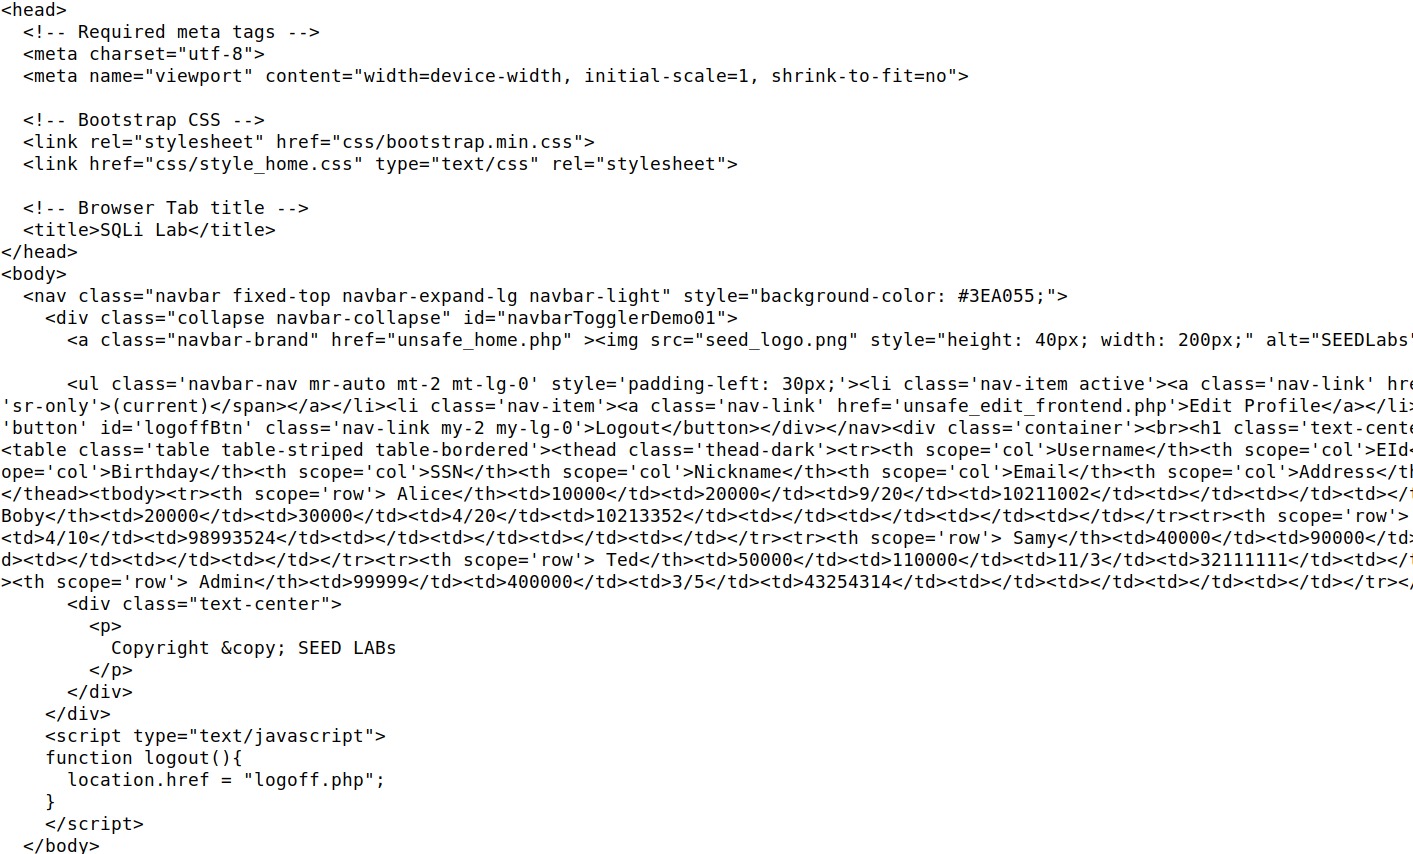 <head>
  <!-- Required meta tags -->
  <meta charset="utf-8">
  <meta name="viewport" content="width=device-width, initial-scale=1, shrink-to-fit=no">

  <!-- Bootstrap CSS -->
  <link rel="stylesheet" href="css/bootstrap.min.css">
  <link href="css/style_home.css" type="text/css" rel="stylesheet">

  <!-- Browser Tab title -->
  <title>SQLi Lab</title>
</head>
<body>
  <nav class="navbar fixed-top navbar-expand-lg navbar-light" style="background-color: #3EA055;">
    <div class="collapse navbar-collapse" id="navbarTogglerDemo01">
      <a class="navbar-brand" href="unsafe_home.php" ><img src="seed_logo.png" style="height: 40px; width: 200px;" alt="SEEDLabs"

      <ul class='navbar-nav mr-auto mt-2 mt-lg-0' style='padding-left: 30px;'><li class='nav-item active'><a class='nav-link' hre
'sr-only'>(current)</span></a></li><li class='nav-item'><a class='nav-link' href='unsafe_edit_frontend.php'>Edit Profile</a></li>
'button' id='logoffBtn' class='nav-link my-2 my-lg-0'>Logout</button></div></nav><div class='container'><br><h1 class='text-cente
<table class='table table-striped table-bordered'><thead class='thead-dark'><tr><th scope='col'>Username</th><th scope='col'>EId<
ope='col'>Birthday</th><th scope='col'>SSN</th><th scope='col'>Nickname</th><th scope='col'>Email</th><th scope='col'>Address</th
</thead><tbody><tr><th scope='row'> Alice</th><td>10000</td><td>20000</td><td>9/20</td><td>10211002</td><td></td><td></td><td></t
Boby</th><td>20000</td><td>30000</td><td>4/20</td><td>10213352</td><td></td><td></td><td></td><td></td></tr><tr><th scope='row'>
<td>4/10</td><td>98993524</td><td></td><td></td><td></td><td></td></tr><tr><th scope='row'> Samy</th><td>40000</td><td>90000</td>
d><td></td><td></td><td></td></tr><tr><th scope='row'> Ted</th><td>50000</td><td>110000</td><td>11/3</td><td>32111111</td><td></t
><th scope='row'> Admin</th><td>99999</td><td>400000</td><td>3/5</td><td>43254314</td><td></td><td></td><td></td><td></td></tr></
      <div class="text-center">
        <p>
          Copyright &copy; SEED LABs
        </p>
      </div>
    </div>
    <script type="text/javascript">
    function logout(){
      location.href = "logoff.php";
    }
    </script>
  </body>